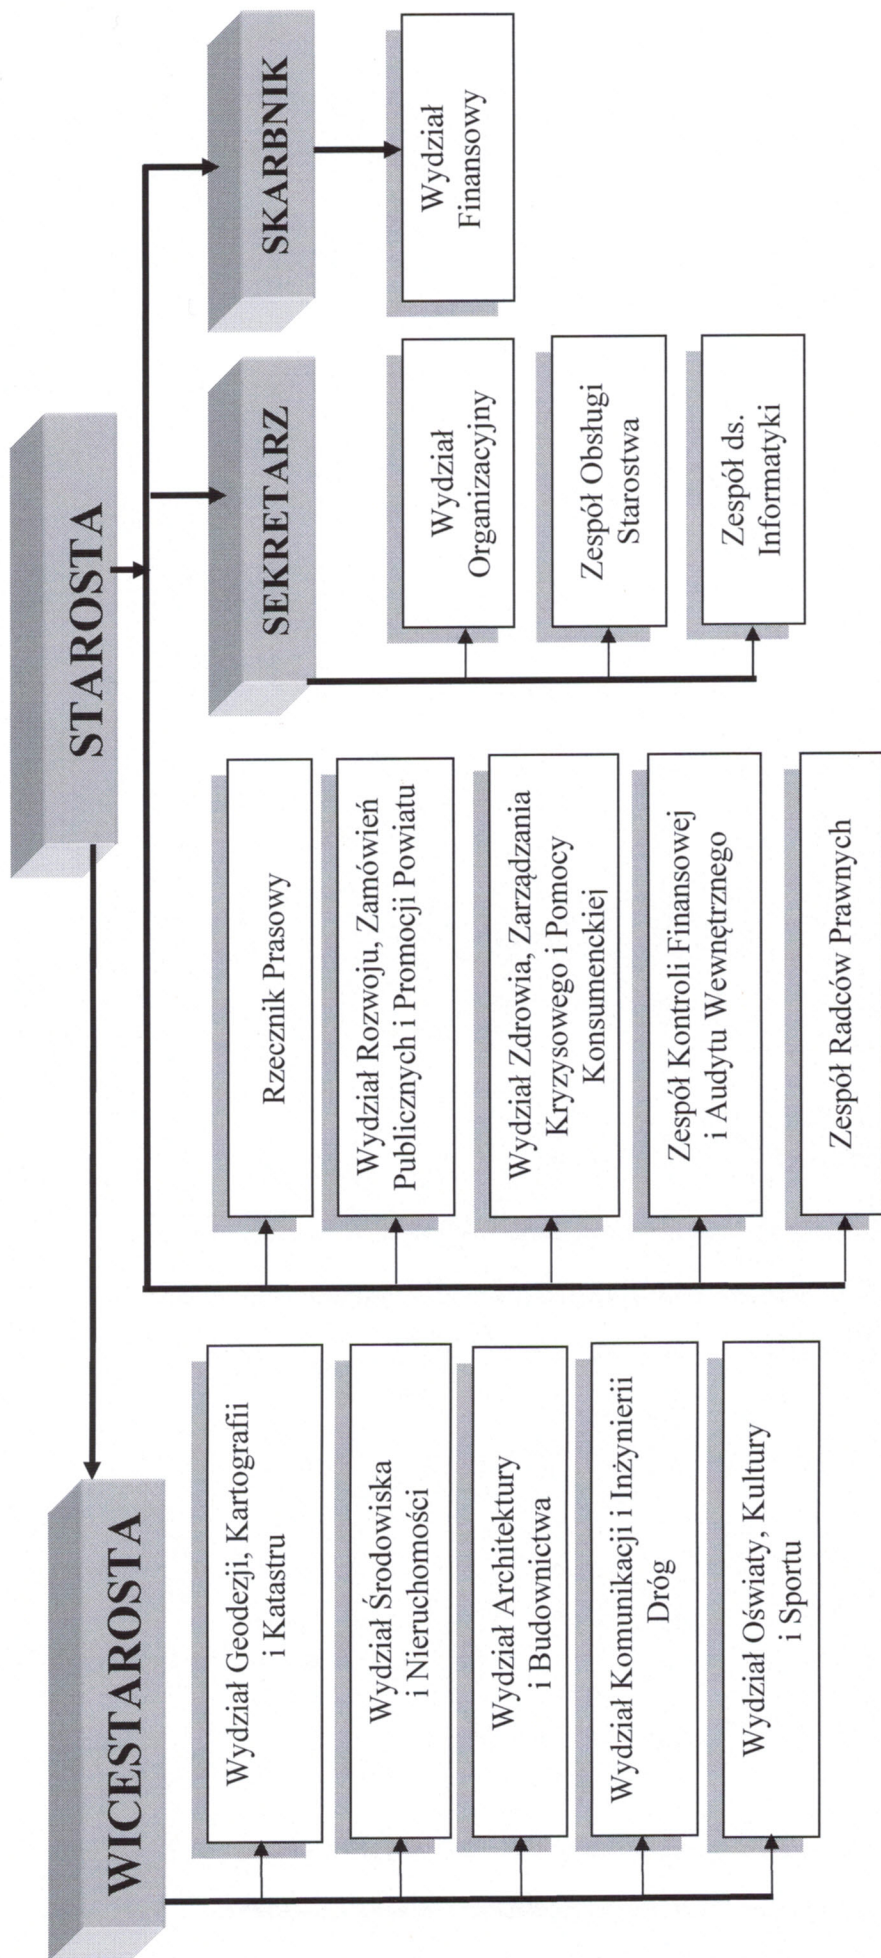 STAROSTA
WICESTAROSTA
Wydział Geodezji, Kartografii
i Katastru
Wydział Środowiska
i Nieruchomości
Wydział Architektury
i Budownictwa
Wydział Komunikacji i Inżynierii
Dróg
Wydział Oświaty, Kultury
i Sportu
Rzecznik Prasowy
Wydział Rozwoju, Zamówień
Publicznych i Promocji Powiatu
Wydział Zdrowia, Zarządzania
Kryzysowego i Pomocy
Konsumenckiej
Zespół Kontroli Finansowej
i Audytu Wewnętrznego
Zespół Radców Prawnych
SEKRETARZ
Wydział
Organizacyjny
Zespół Obsługi
Starostwa
Zespół ds.
Informatyki
SKARBNIK
Wydział
Finansowy